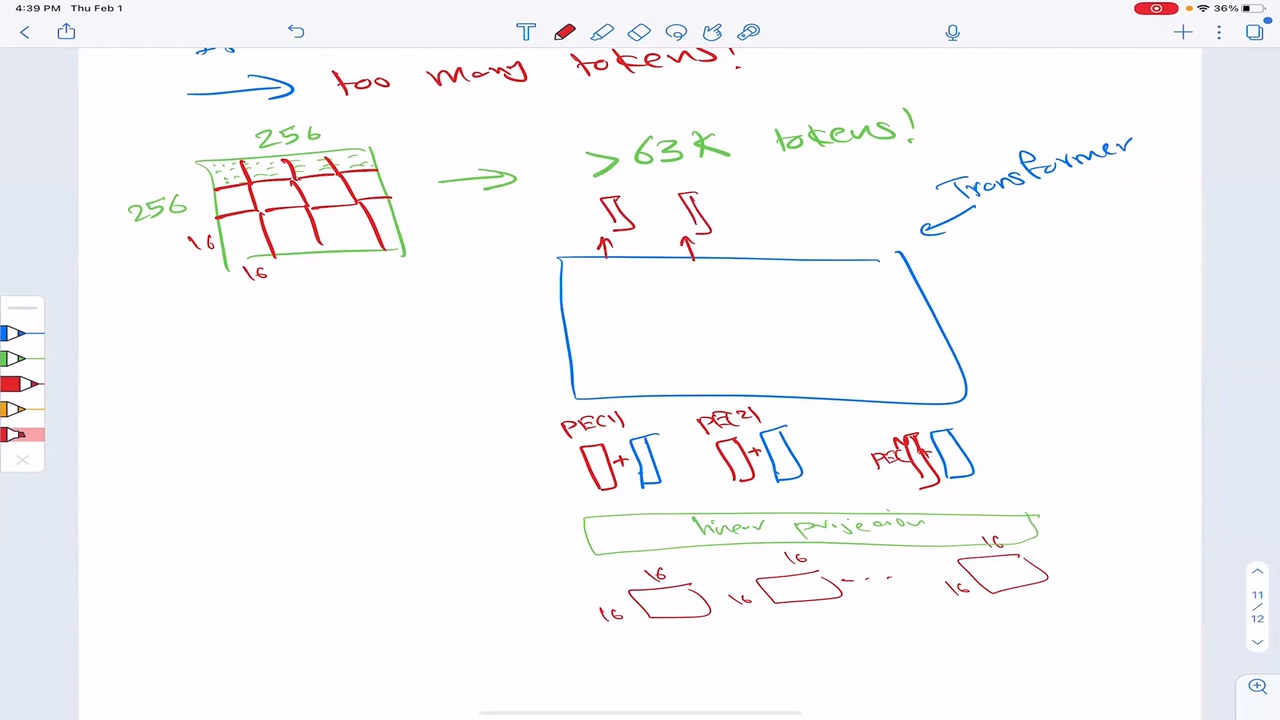 4:39 PM Thu Feb 1
36%
too many tokens!
256
> 63K tokens!
Transformer
256
16
16
PE(1)
PE(2)
+
+
+
linear projection
16
16
16
16
16
16
11
/
12